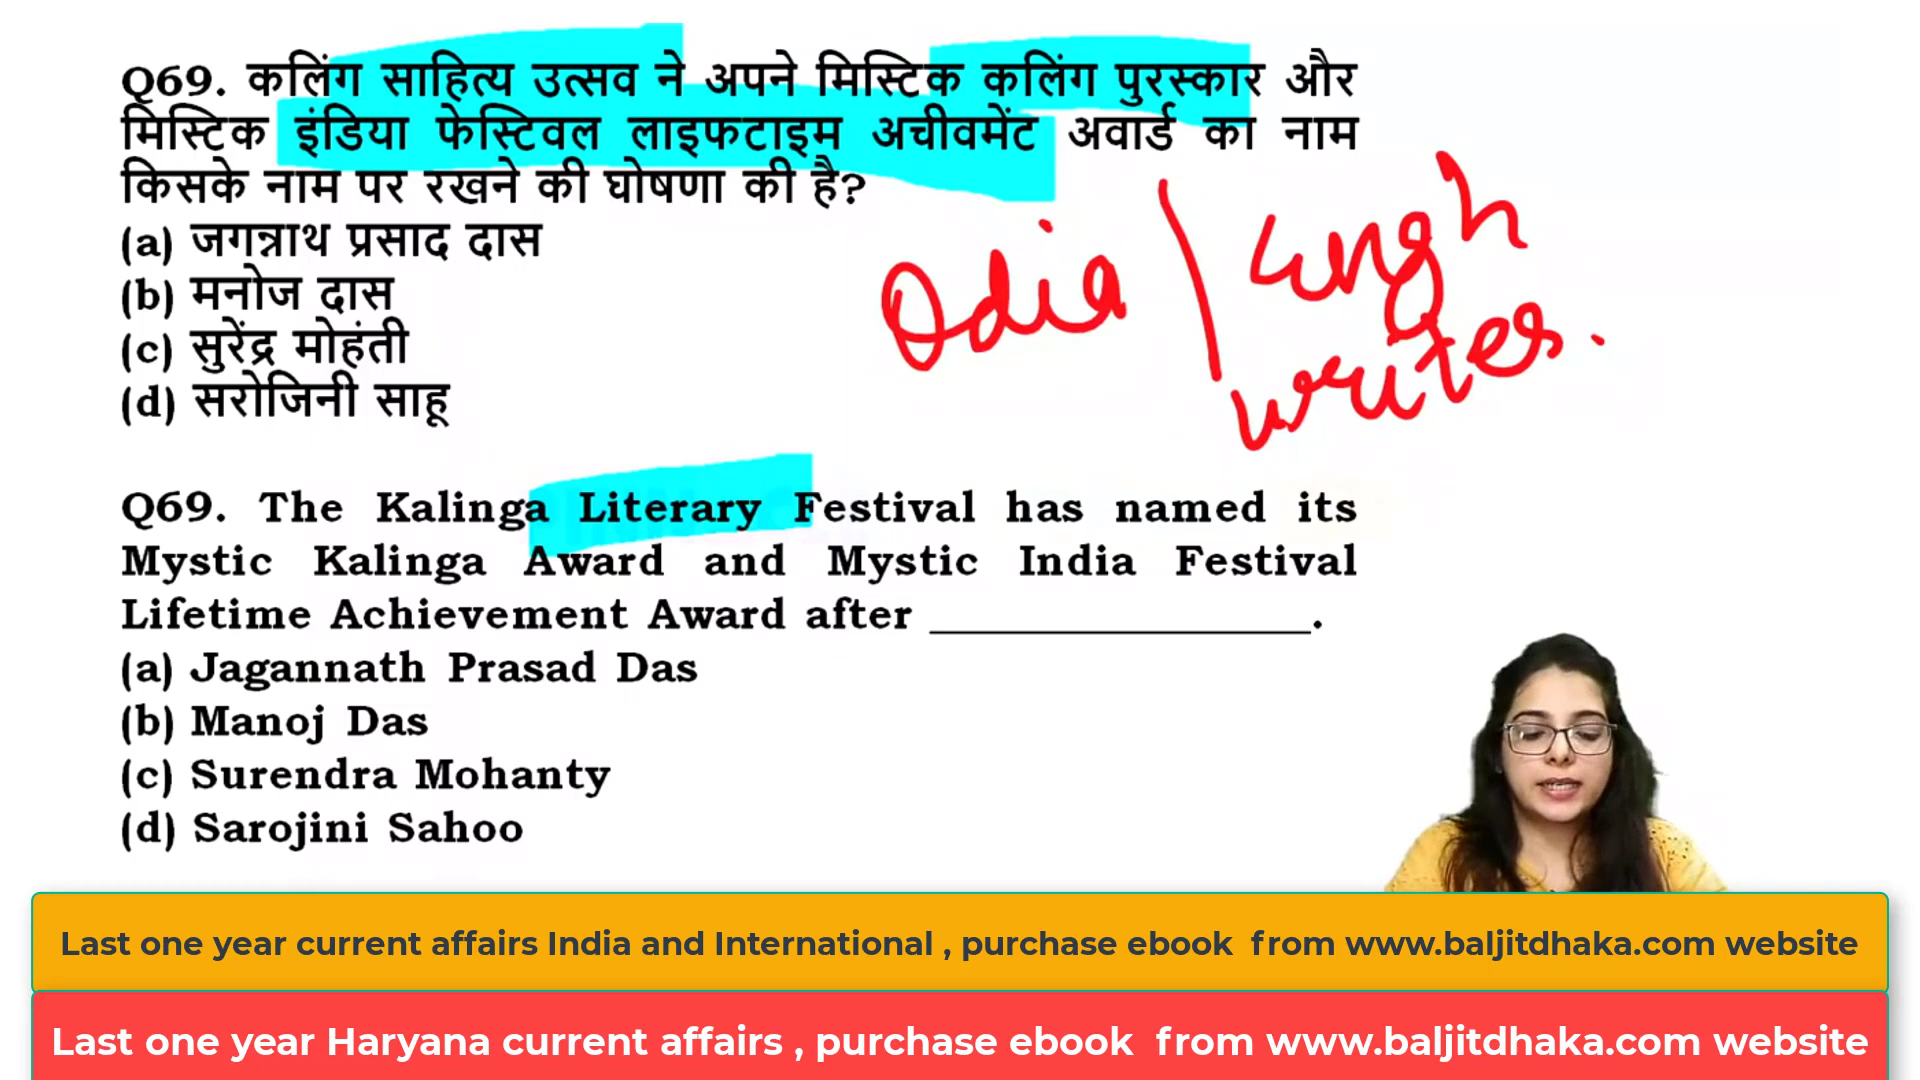 Q69. कलिंग साहित्य उत्सव ने अपने मिस्टिक कलिंग पुरस्कार और
मिस्टिक इंडिया फेस्टिवल लाइफटाइम अचीवमेंट अवार्ड का नाम
किसके नाम पर रखने की घोषणा की है?
(a) जगन्नाथ प्रसाद दास
(b) मनोज दास
(c) सुरेंद्र मोहंती
(d) सरोजिनी साहू
Odia
writer.
Q69. The Kalinga Literary Festival has named its
Mystic Kalinga Award and Mystic India Festival
Lifetime Achievement Award after ________________.
(a) Jagannath Prasad Das
(b) Manoj Das
(c) Surendra Mohanty
(d) Sarojini Sahoo
Last one year current affairs India and International , purchase ebook from www.baljitdhaka.com website
Last one year Haryana current affairs , purchase ebook from www.baljitdhaka.com website